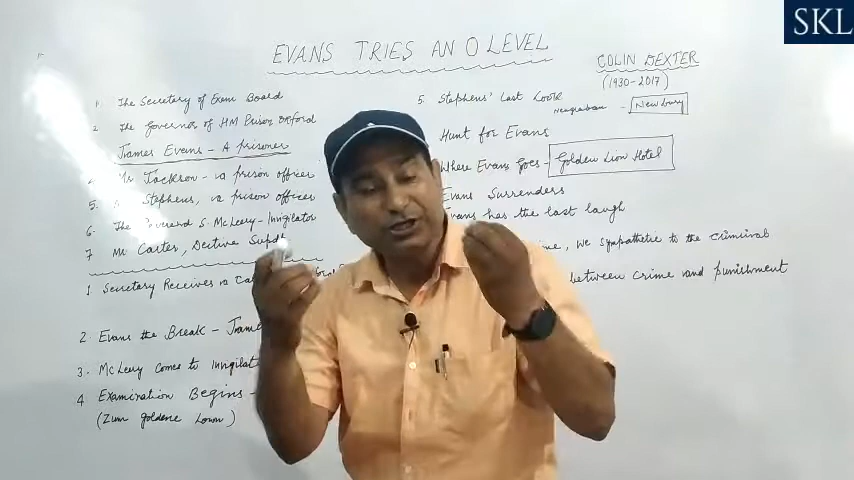 SKL
EVANS TRIES AN O LEVEL
COLIN DEXTER
(1930-2017)
1. The Secretary of Exam Board
2 The Governor of HM Prison Oxford
James Evans - A prisoner
4 Mr Jackson - a prison officer
5. Stephens, a prison officer
6. The Reverend S. McLeery - Invigilator
7 Mr Carter, Dective Supdt
1 Secretary Receives a
2 Evans the Break -
3. McLeery comes to
4 Examination Begins -
(Zum goldene Lowen)
5. Stephens' Last Look
- Newbury
Hunt for Evans
Where Evans Goes - Golden Lion Hotel
Evans Surrenders
Evans has the last laugh
, we sympathetic to the criminal
between crime and punishment